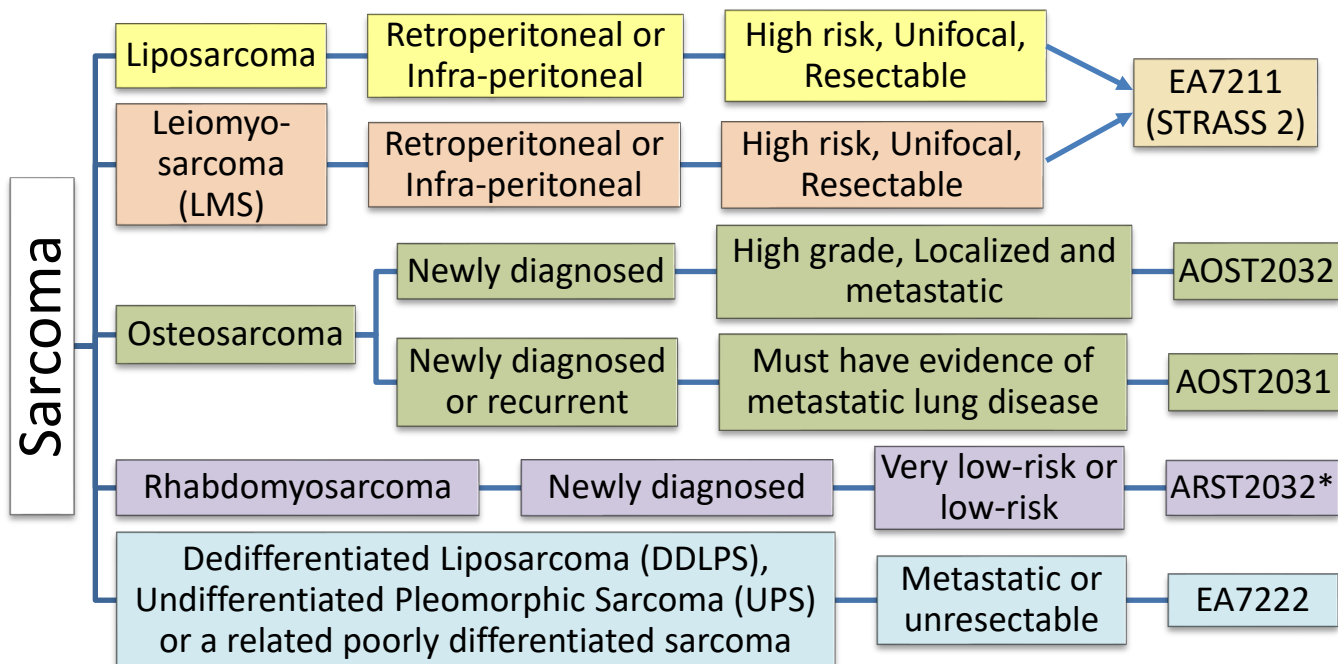 Sarcoma
Liposarcoma
Retroperitoneal or
Infra-peritoneal
High risk, Unifocal,
Resectable
EA7211
(STRASS 2)
Leiomyo-
sarcoma
(LMS)
Retroperitoneal or
Infra-peritoneal
High risk, Unifocal,
Resectable
Osteosarcoma
Newly diagnosed
High grade, Localized and
metastatic
AOST2032
Newly diagnosed
or recurrent
Must have evidence of
metastatic lung disease
AOST2031
Rhabdomyosarcoma
Newly diagnosed
Very low-risk or
low-risk
ARST2032*
Dedifferentiated Liposarcoma (DDLPS),
Undifferentiated Pleomorphic Sarcoma (UPS)
or a related poorly differentiated sarcoma
Metastatic or
unresectable
EA7222